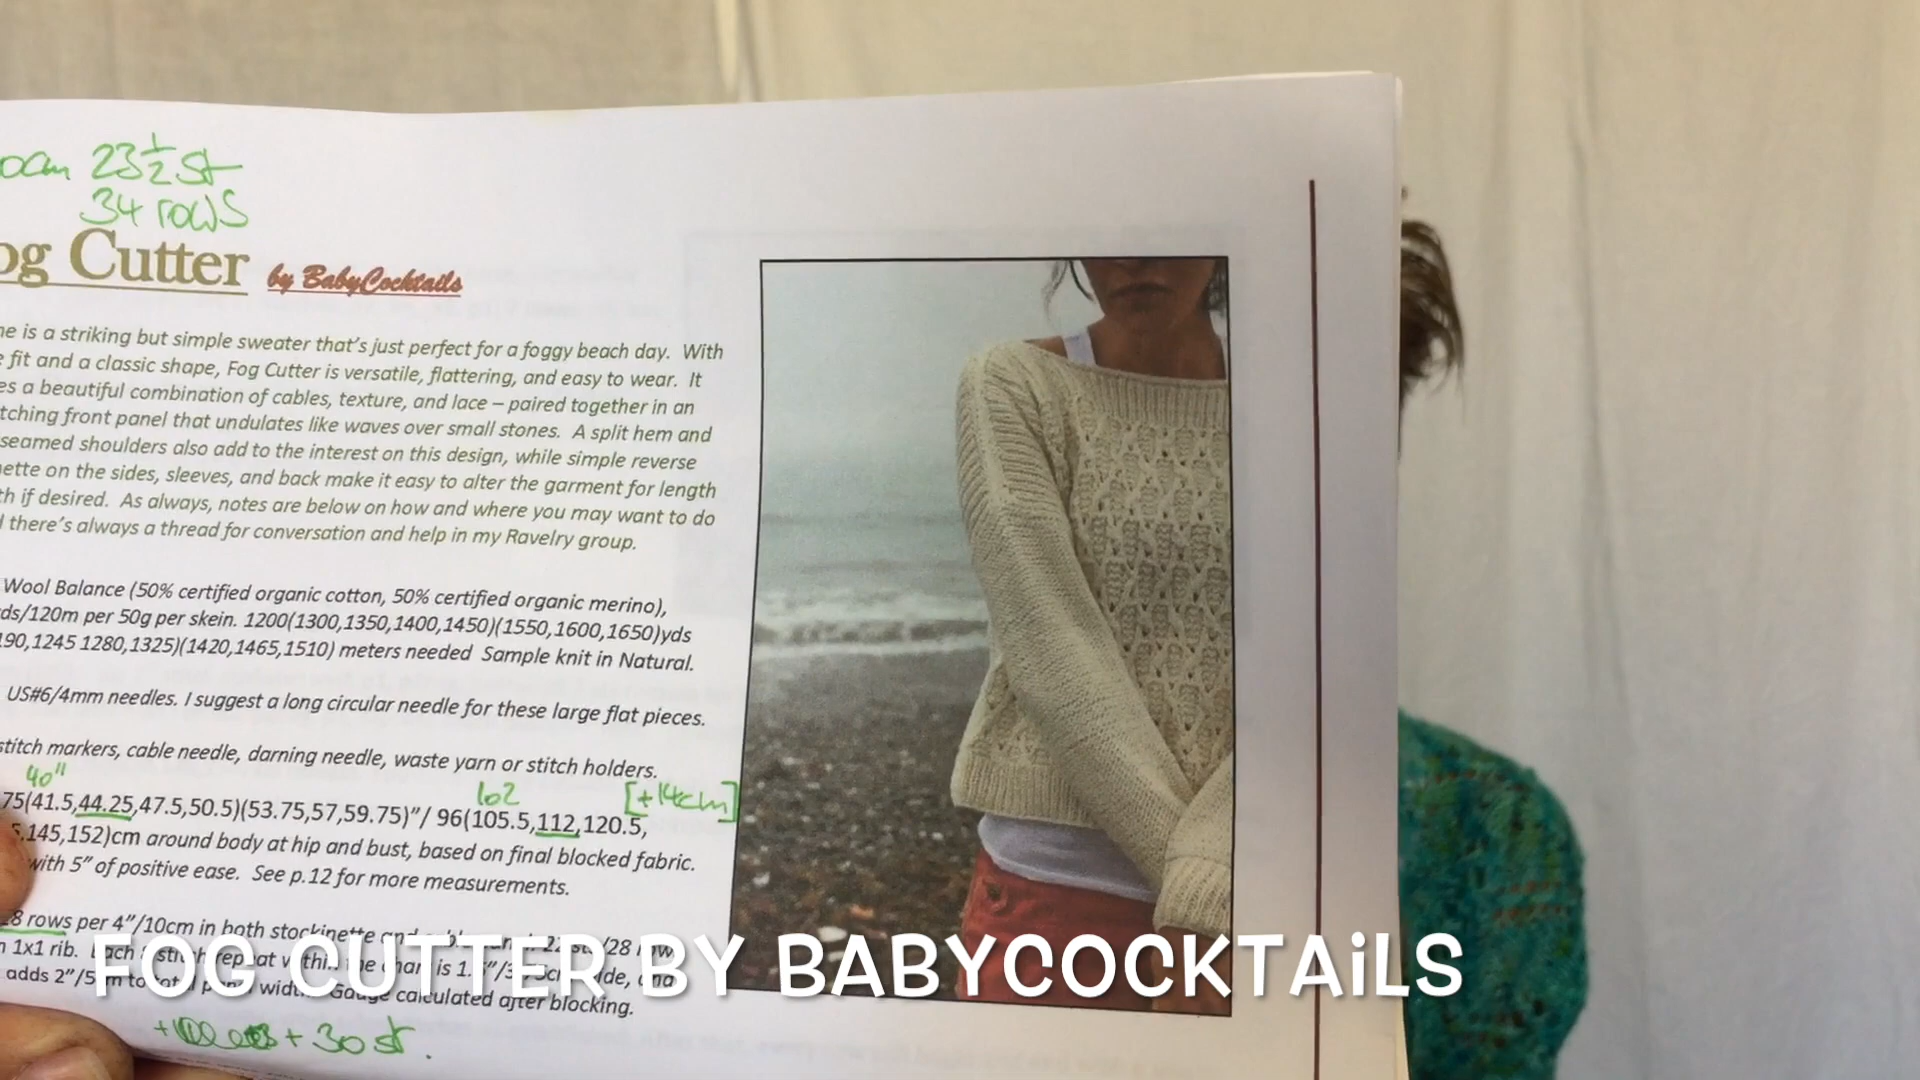 23 1/2 st
34 rows
Cutter by BabyCocktails
is a striking but simple sweater that's just perfect for a foggy beach day. With
fit and a classic shape, Fog Cutter is versatile, flattering, and easy to wear. It
a beautiful combination of cables, texture, and lace – paired together in an
tching front panel that undulates like waves over small stones. A split hem and
seamed shoulders also add to the interest on this design, while simple reverse
ette on the sides, sleeves, and back make it easy to alter the garment for length
th if desired. As always, notes are below on how and where you may want to do
there's always a thread for conversation and help in my Ravelry group.
Wool Balance (50% certified organic cotton, 50% certified organic merino),
ds/120m per 50g per skein. 1200(1300,1350,1400,1450)(1550,1600,1650)yds
190,1245 1280,1325)(1420,1465,1510) meters needed Sample knit in Natural.
US#6/4mm needles. I suggest a long circular needle for these large flat pieces.
stitch markers, cable needle, darning needle, waste yarn or stitch holders.
40" 102 [+14cm]
75(41.5,44.25,47.5,50.5)(53.75,57,59.75)"/ 96(105.5,112,120.5,
,145,152)cm around body at hip and bust, based on final blocked fabric.
with 5" of positive ease. See p.12 for more measurements.
8 rows per 4"/10cm in both stockinette and
1x1 rib. Each
adds 2"/5 Gauge calculated after blocking.
FOG CUTTER BY BABYCOCKTAiLS
+ 30 st.